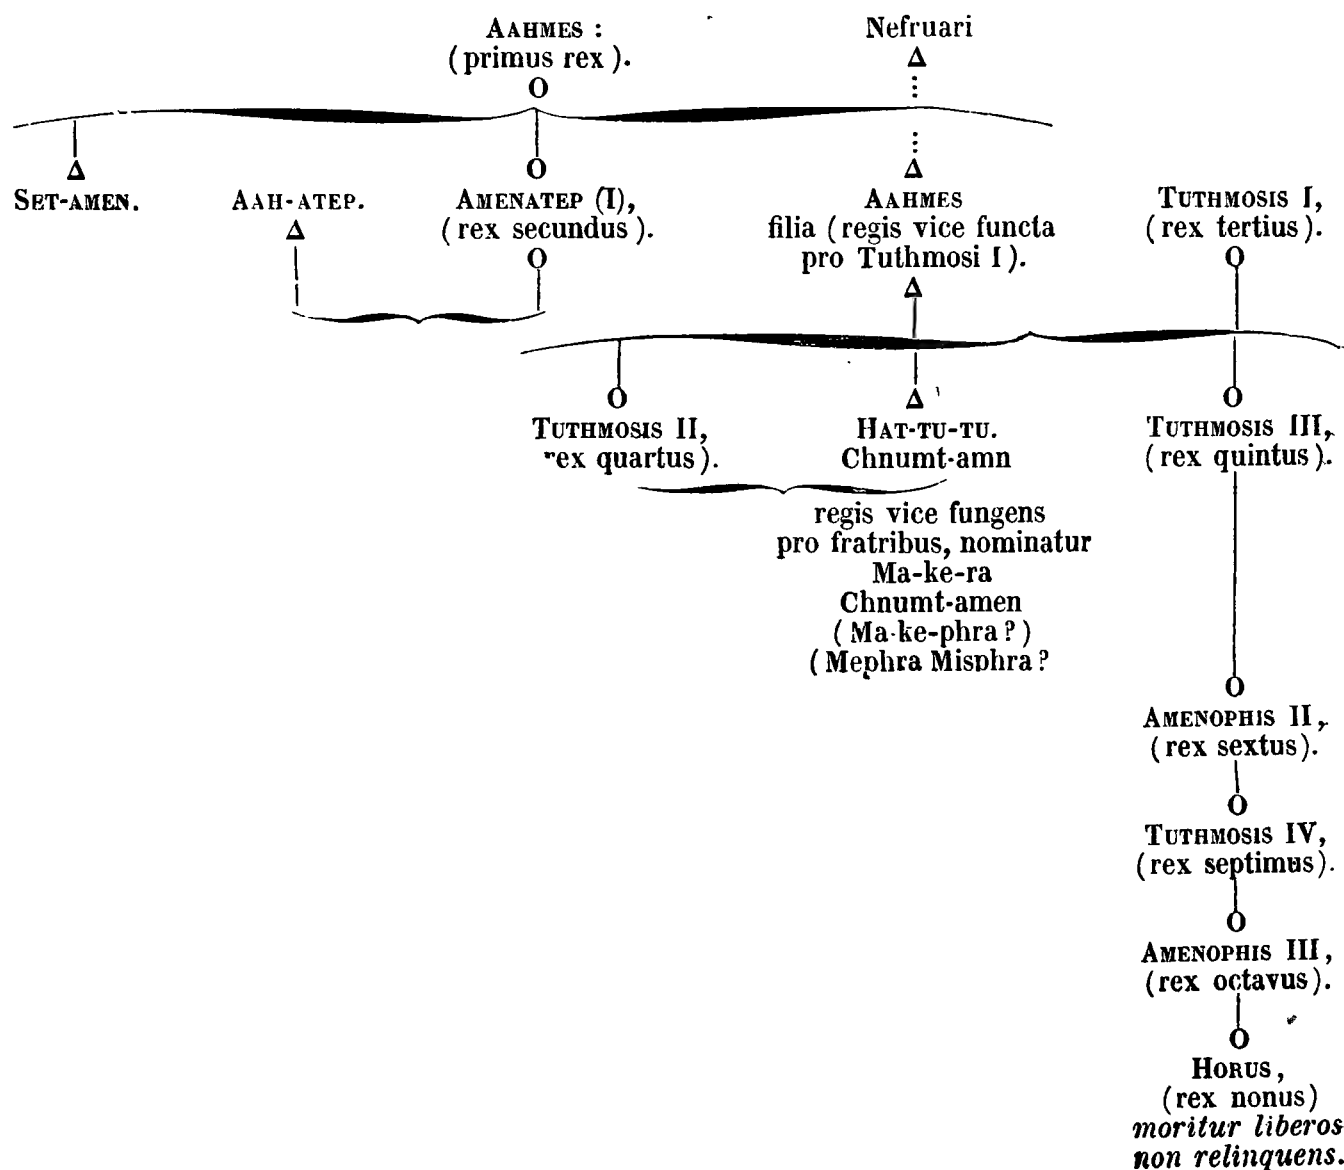 AAHMES :
(primus rex).
O
Nefruari
Δ
Δ
SET-AMEN.
AAH-ATEP.
Δ
O
AMENATEP (I),
(rex secundus).
O
Δ
AAHMES
filia (regis vice functa
pro Tuthmosi I).
Δ
TUTHMOSIS I,
(rex tertius).
O
O
TUTHMOSIS II,
rex quartus).
Δ
HAT-TU-TU.
Chnumt-amn
regis vice fungens
pro fratribus, nominatur
Ma-ke-ra
Chnumt-amen
(Ma-ke-phra?)
(Mephra Misphra?
O
TUTHMOSIS III,
(rex quintus).
O
AMENOPHIS II,
(rex sextus).
O
TUTHMOSIS IV,
(rex septimus).
O
AMENOPHIS III,
(rex octavus).
O
HORUS,
(rex nonus)
moritur liberos
non relinquens.